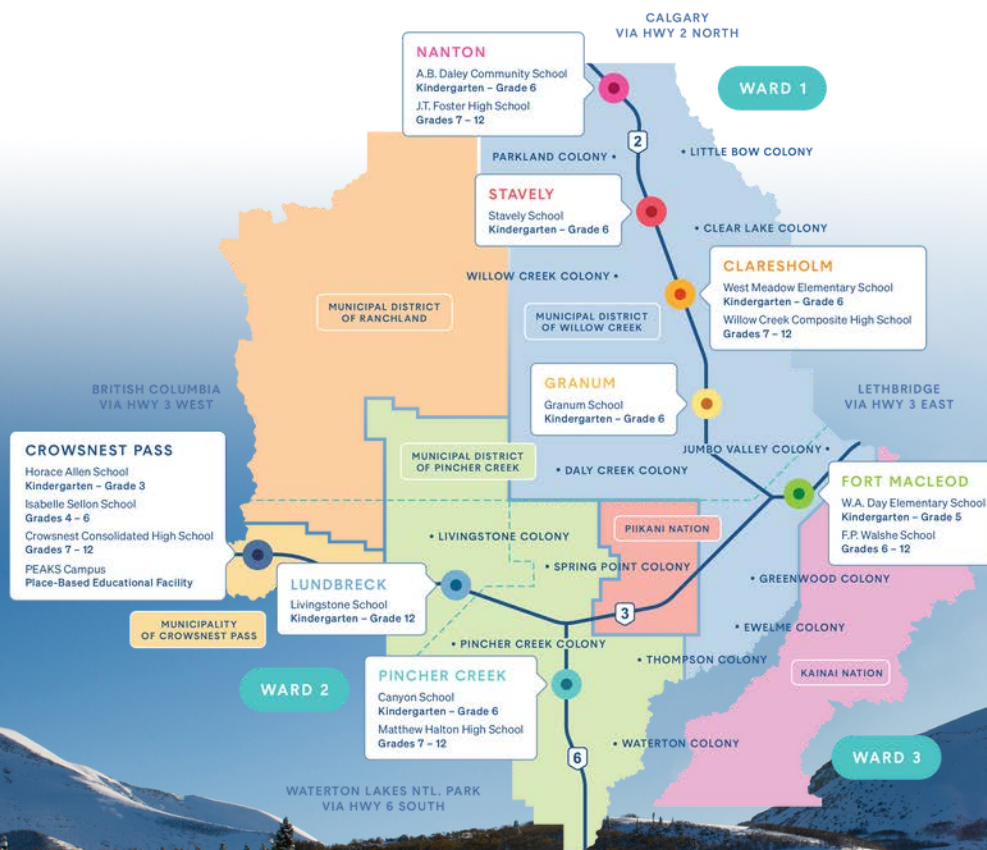 CALGARY
VIA HWY 2 NORTH
NANTON
A.B. Daley Community School
Kindergarten – Grade 6
J.T. Foster High School
Grades 7 – 12
WARD 1
2
PARKLAND COLONY
LITTLE BOW COLONY
STAVELY
Stavely School
Kindergarten – Grade 6
CLEAR LAKE COLONY
WILLOW CREEK COLONY
CLARESHOLM
West Meadow Elementary School
Kindergarten – Grade 6
Willow Creek Composite High School
Grades 7 – 12
MUNICIPAL DISTRICT
OF RANCHLAND
MUNICIPAL DISTRICT
OF WILLOW CREEK
BRITISH COLUMBIA
VIA HWY 3 WEST
GRANUM
Granum School
Kindergarten – Grade 6
LETHBRIDGE
VIA HWY 3 EAST
CROWSNEST PASS
Horace Allen School
Kindergarten – Grade 3
Isabelle Sellon School
Grades 4 – 6
Crowsnest Consolidated High School
Grades 7 – 12
PEAKS Campus
Place-Based Educational Facility
MUNICIPAL DISTRICT
OF PINCHER CREEK
JUMBO VALLEY COLONY
DALY CREEK COLONY
FORT MACLEOD
W.A. Day Elementary School
Kindergarten – Grade 5
F.P. Walshe School
Grades 6 – 12
PIIKANI NATION
LIVINGSTONE COLONY
SPRING POINT COLONY
GREENWOOD COLONY
LUNDBRECK
Livingstone School
Kindergarten – Grade 12
3
MUNICIPALITY
OF CROWSNEST PASS
EWELME COLONY
PINCHER CREEK COLONY
THOMPSON COLONY
KAINAI NATION
WARD 2
PINCHER CREEK
Canyon School
Kindergarten – Grade 6
Matthew Halton High School
Grades 7 – 12
WATERTON COLONY
6
WARD 3
WATERTON LAKES NTL. PARK
VIA HWY 6 SOUTH